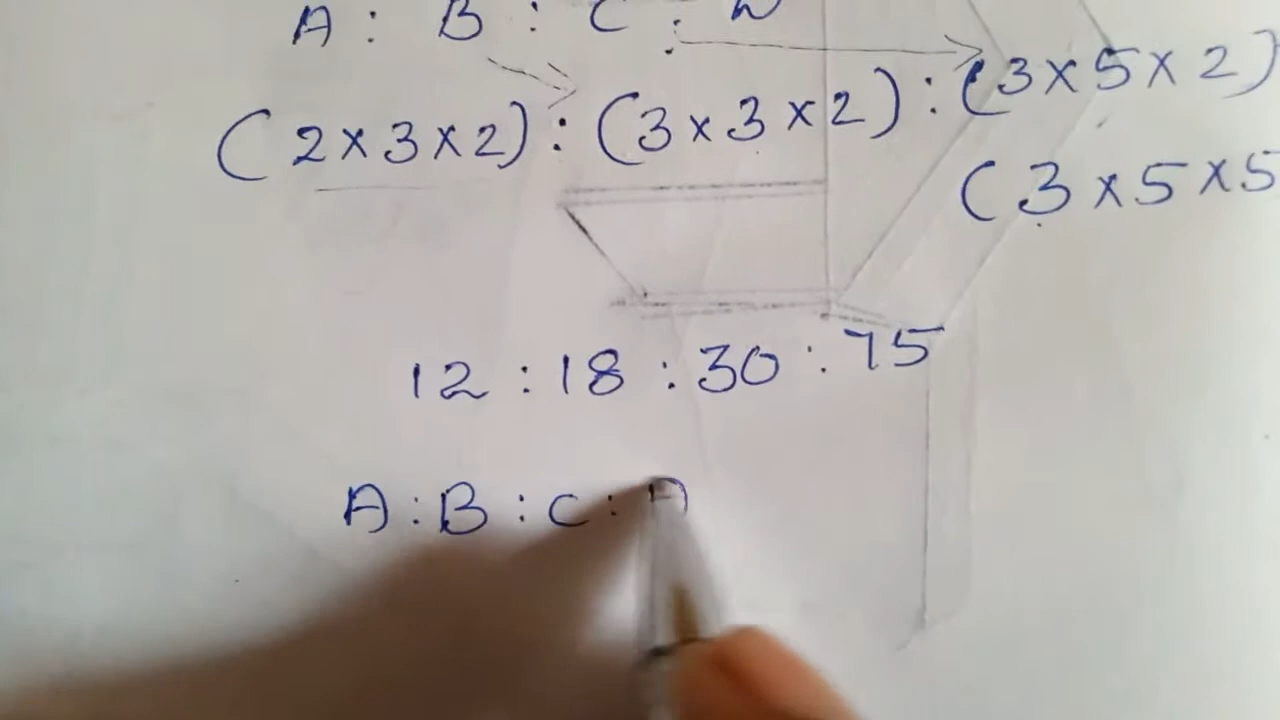 A : B : C : D
(2×3×2) : (3×3×2) : (3×5×2)
(3×5×5
12 : 18 : 30 : 75
A : B : C : D